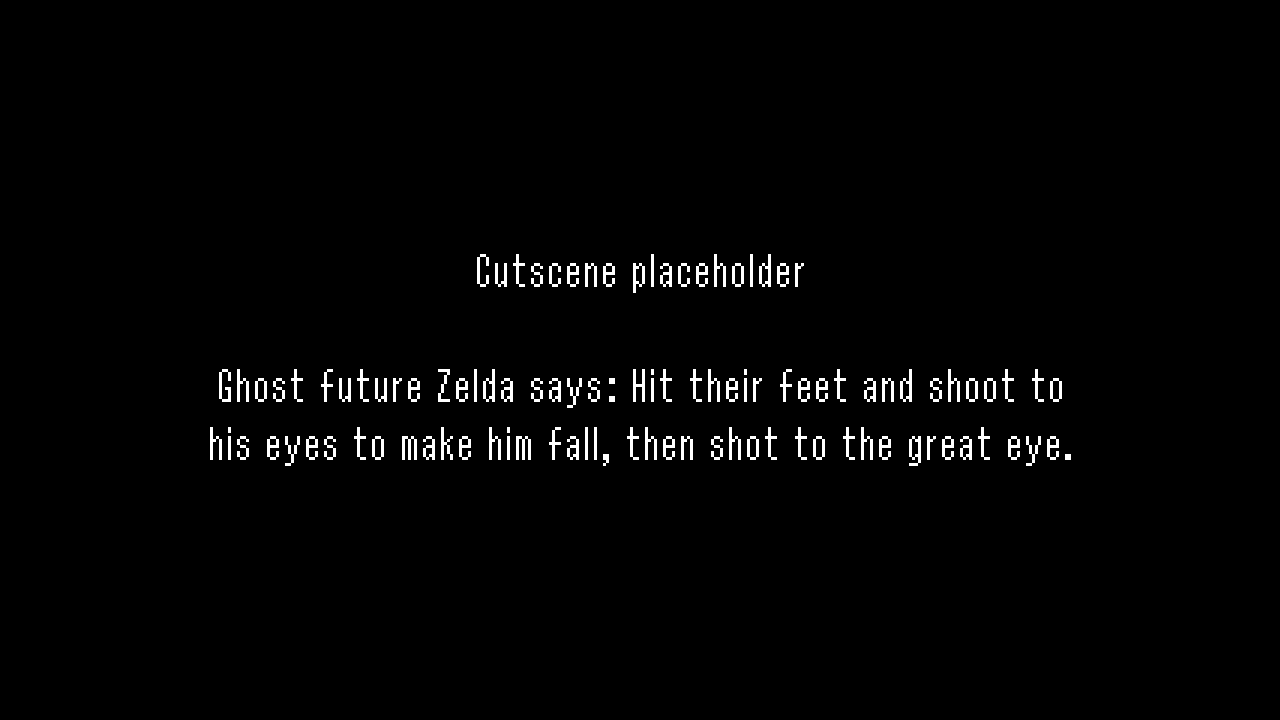 Cutscene placeholder
Ghost future Zelda says: Hit their feet and shoot to
his eyes to make him fall, then shot to the great eye.